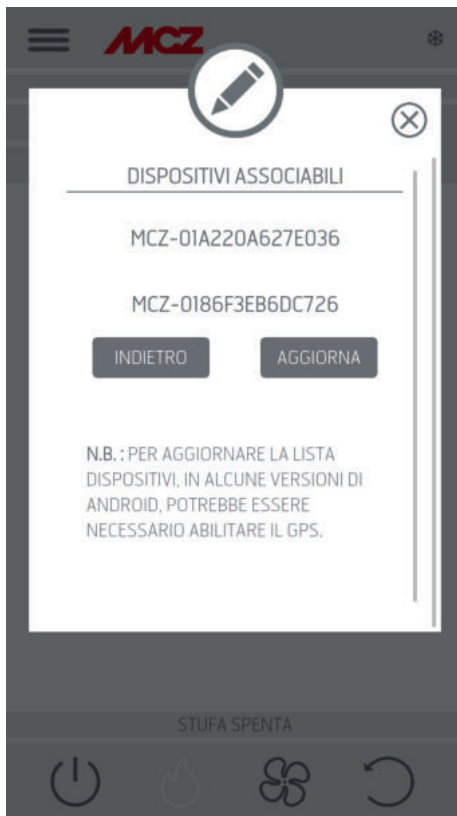 MCZ
DISPOSITIVI ASSOCIABILI
MCZ-01A220A627E036
MCZ-0186F3EB6DC726
INDIETRO
AGGIORNA
N.B. : PER AGGIORNARE LA LISTA
DISPOSITIVI, IN ALCUNE VERSIONI DI
ANDROID, POTREBBE ESSERE
NECESSARIO ABILITARE IL GPS.
STUFA SPENTA